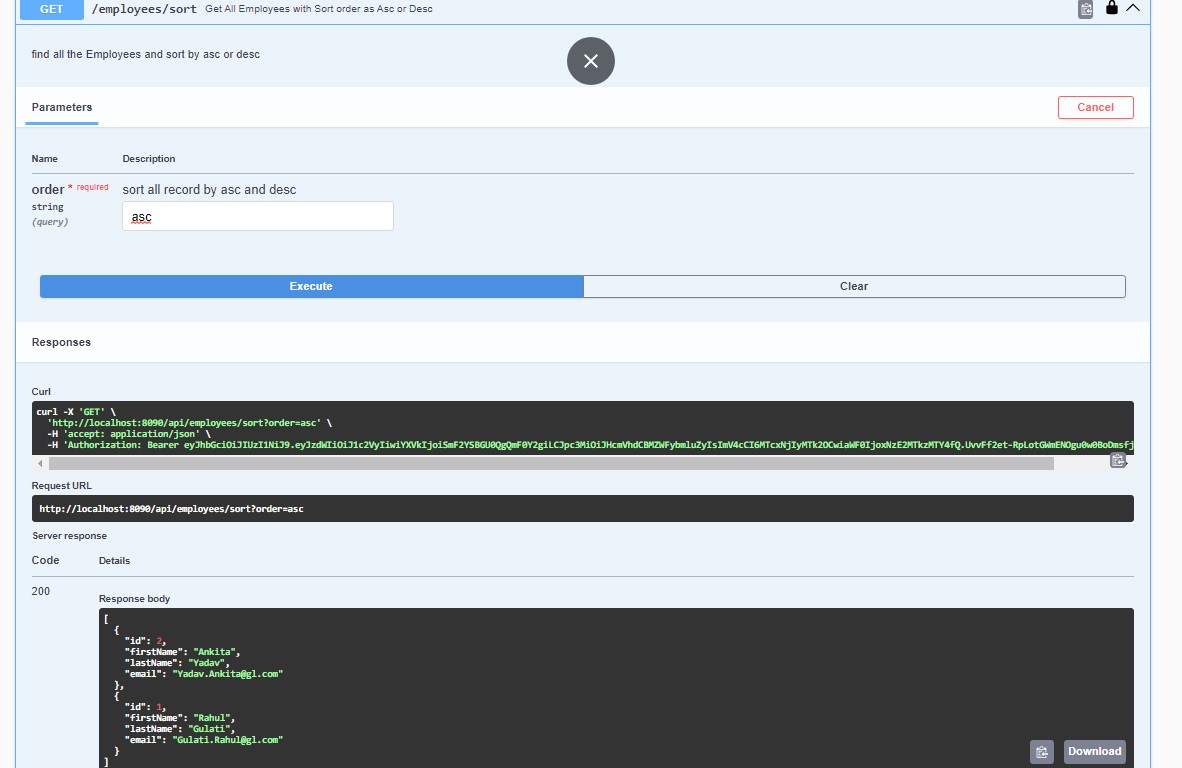 GET /employees/sort Get All Employees with Sort order as Asc or Desc
find all the Employees and sort by asc or desc
Parameters
Cancel
Name Description
order * required sort all record by asc and desc
string
(query)
asc
Execute Clear
Responses
Curl
curl -X 'GET' \
'http://localhost:8090/api/employees/sort?order=asc' \
-H 'accept: application/json' \
-H 'Authorization: Bearer
Request URL
http://localhost:8090/api/employees/sort?order=asc
Server response
Code Details
200
Response body
[
{
"id": 2,
"firstName": "Ankita",
"lastName": "Yadav",
"email": "Yadav.Ankita@gl.com"
},
{
"id": 1,
"firstName": "Rahul",
"lastName": "Gulati",
"email": "Gulati.Rahul@gl.com"
}
]
Download